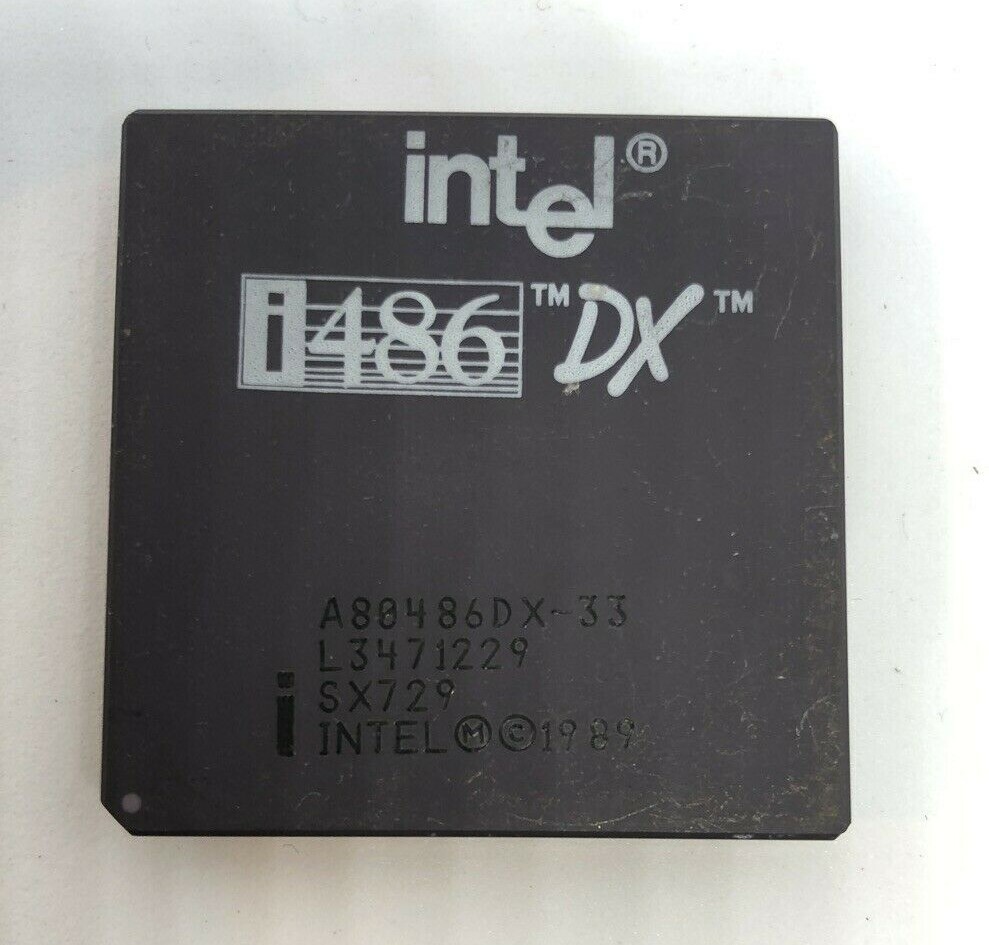 intel®
i486™ DX™
A80486DX-33
L3471229
SX729
INTEL Ⓜ © 1989